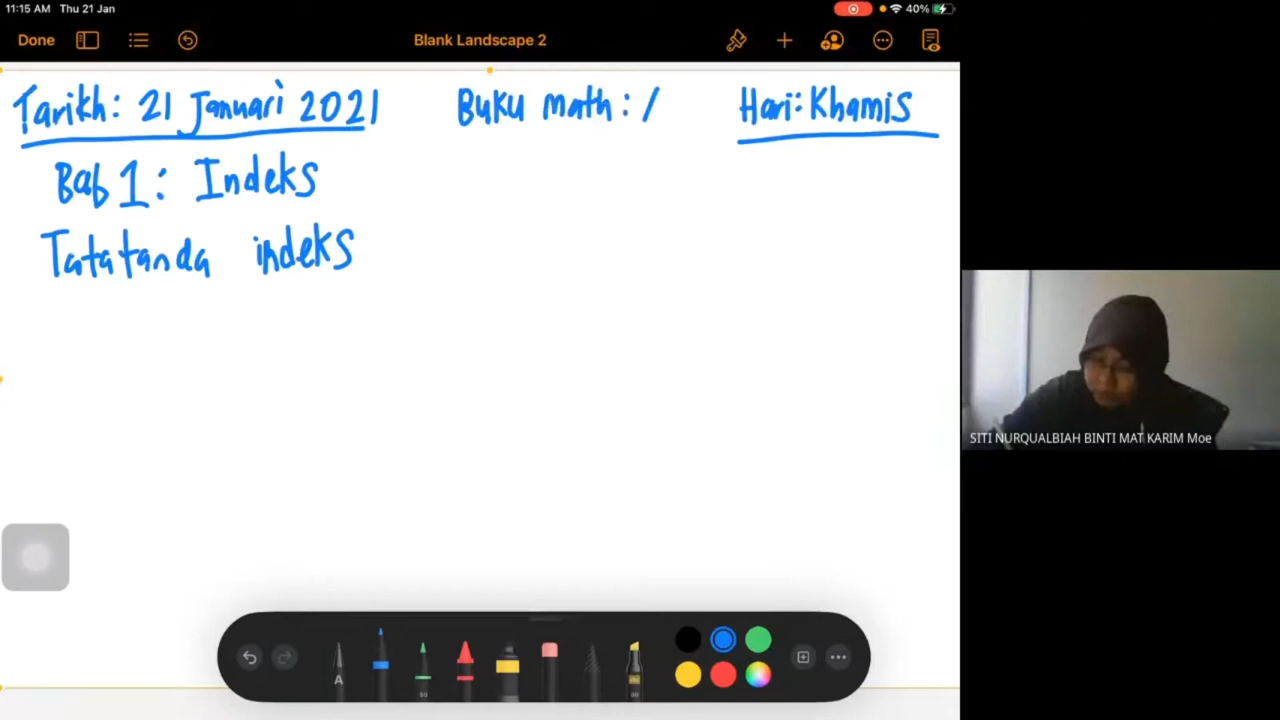 11:15 AM Thu 21 Jan 40%
Done Blank Landscape 2
Tarikh: 21 Januari 2021 Buku math : / Hari: Khamis
Bab 1: Indeks
Tatatanda indeks
SITI NURQUALBIAH BINTI MAT KARIM Moe
A